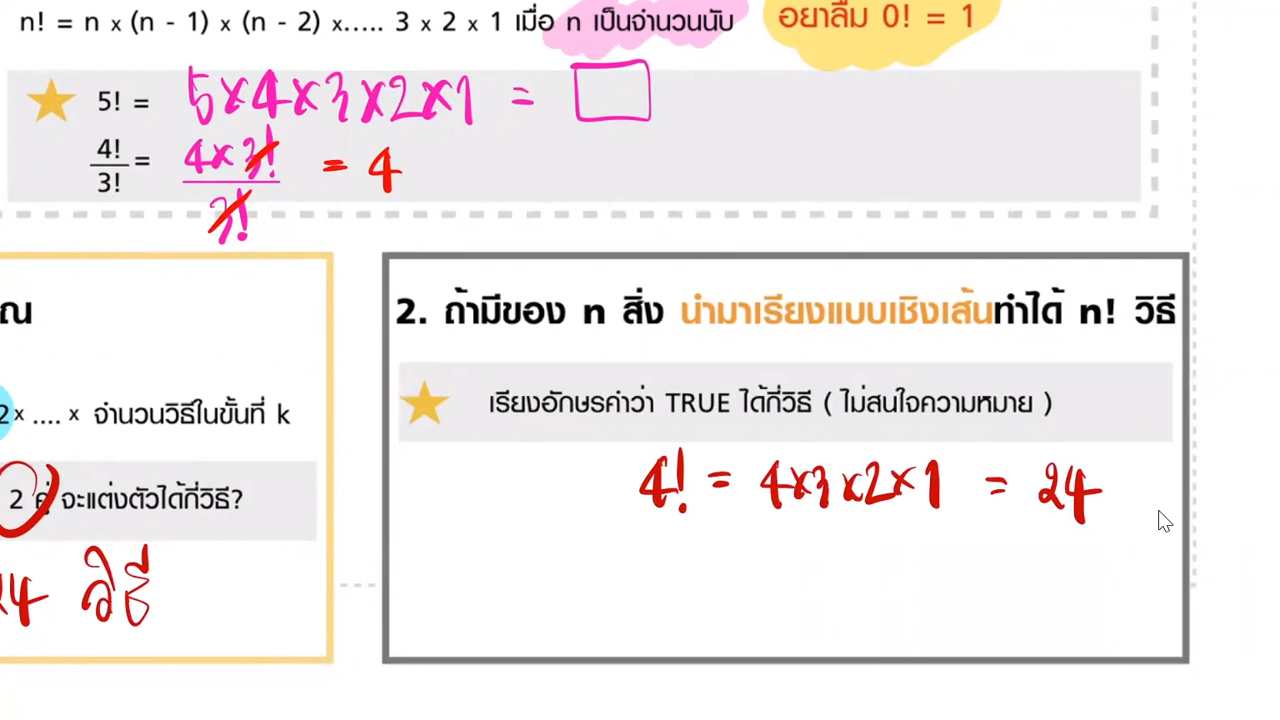 n! = n x (n - 1) x (n - 2) x..... 3 x 2 x 1 เมื่อ n เป็นจำนวนนับ
อย่าลืม 0! = 1
5! = 5x4x3x2x1 =
4!/3! = 4x3!/3! = 4
ณ
2 x .... x จำนวนวิธีในขั้นที่ k
2 คู่ จะแต่งตัวได้กี่วิธี?
24 วิธี
2. ถ้ามีของ n สิ่ง นำมาเรียงแบบเชิงเส้นทำได้ n! วิธี
เรียงอักษรคำว่า TRUE ได้กี่วิธี ( ไม่สนใจความหมาย )
4! = 4x3x2x1 = 24